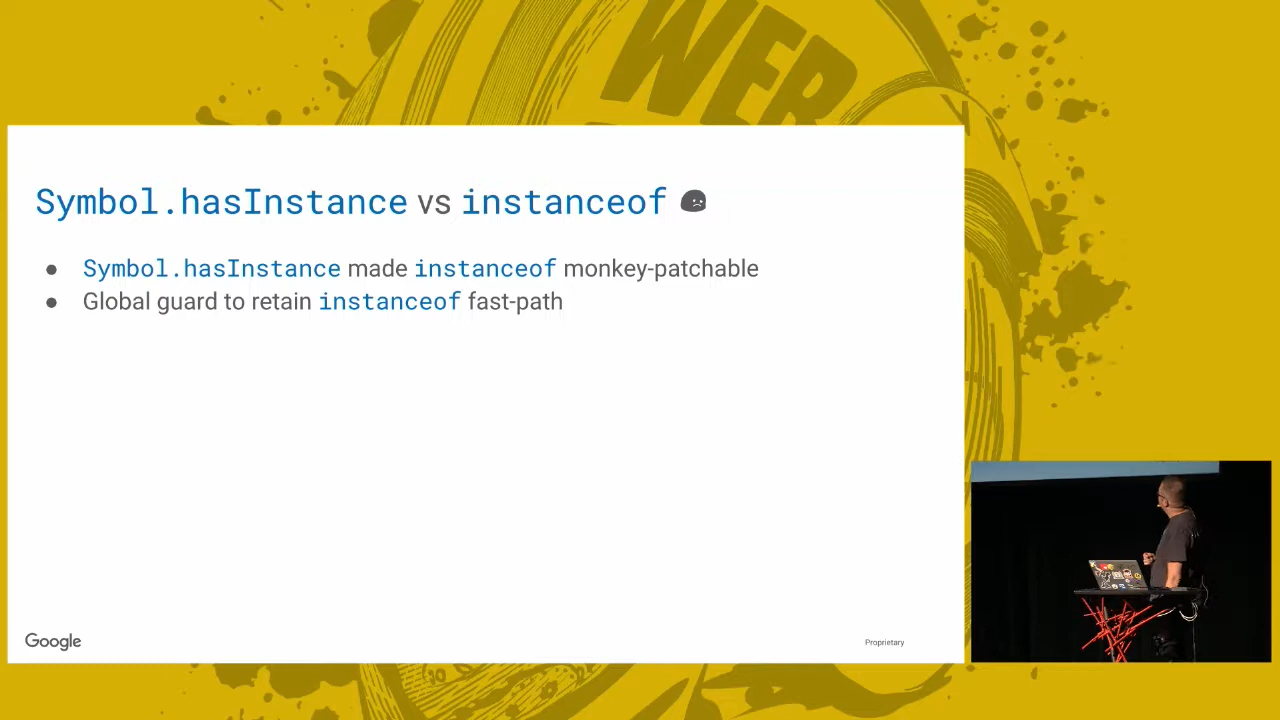 WEB
Symbol.hasInstance vs instanceof
● Symbol.hasInstance made instanceof monkey-patchable
● Global guard to retain instanceof fast-path
Google
Proprietary